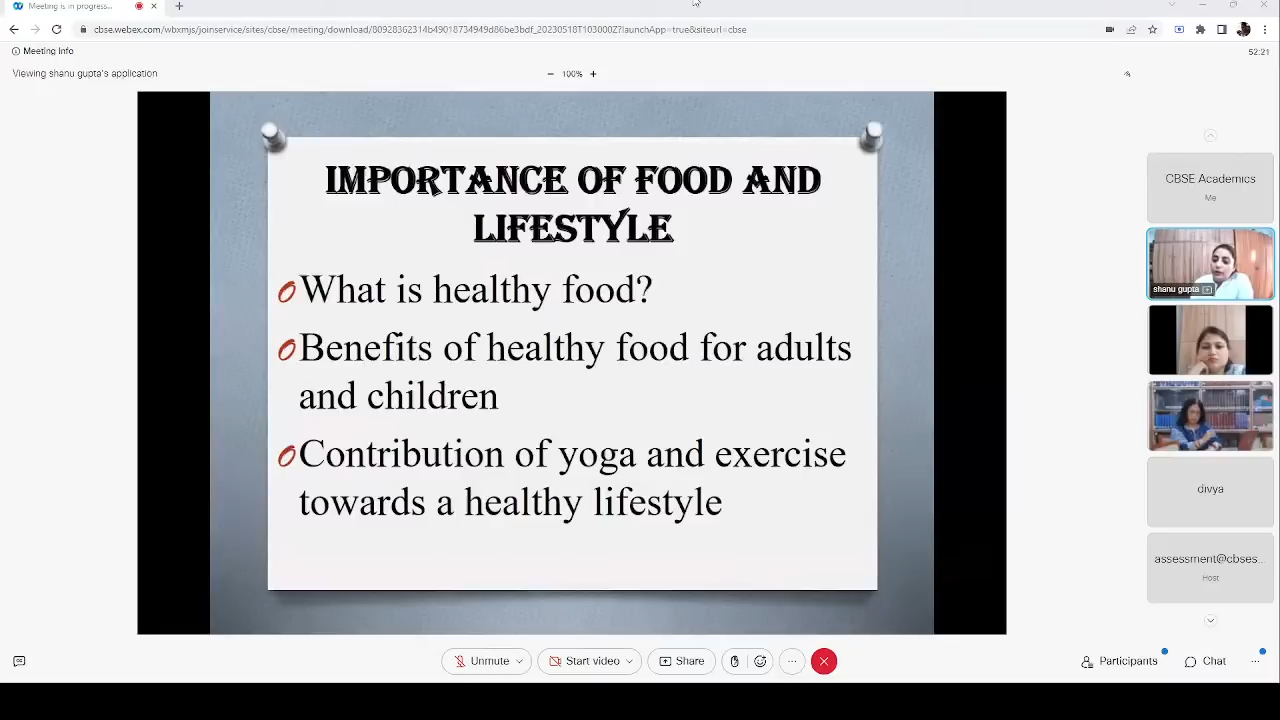 Meeting is in progress...
cbse.webex.com/wbxmjs/joinservice/sites/cbse/meeting/download/80928362314b49018734949d86be3bdf_20230518T103000Z?launchApp=true&siteurl=cbse
Meeting Info
52:21
Viewing shanu gupta's application
100%
IMPORTANCE OF FOOD AND
LIFESTYLE
What is healthy food?
Benefits of healthy food for adults
and children
Contribution of yoga and exercise
towards a healthy lifestyle
CBSE Academics
Me
shanu gupta
divya
assessment@cbses...
Host
Unmute
Start video
Share
Participants
Chat